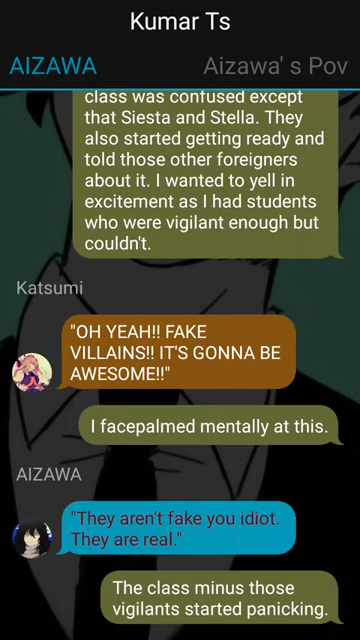 Kumar Ts
AIZAWA
Aizawa' s Pov
class was confused except
that Siesta and Stella. They
also started getting ready and
told those other foreigners
about it. I wanted to yell in
excitement as I had students
who were vigilant enough but
couldn't.
Katsumi
"OH YEAH!! FAKE
VILLAINS!! IT'S GONNA BE
AWESOME!!"
I facepalmed mentally at this.
AIZAWA
"They aren't fake you idiot.
They are real."
The class minus those
vigilants started panicking.